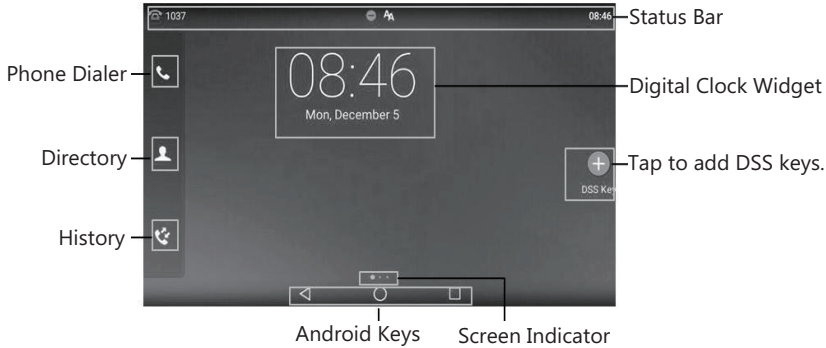 1037 AA 08:46 Status Bar
Phone Dialer
08:46
Digital Clock Widget
Mon, December 5
Directory
Tap to add DSS keys.
DSS Key
History
Android Keys
Screen Indicator